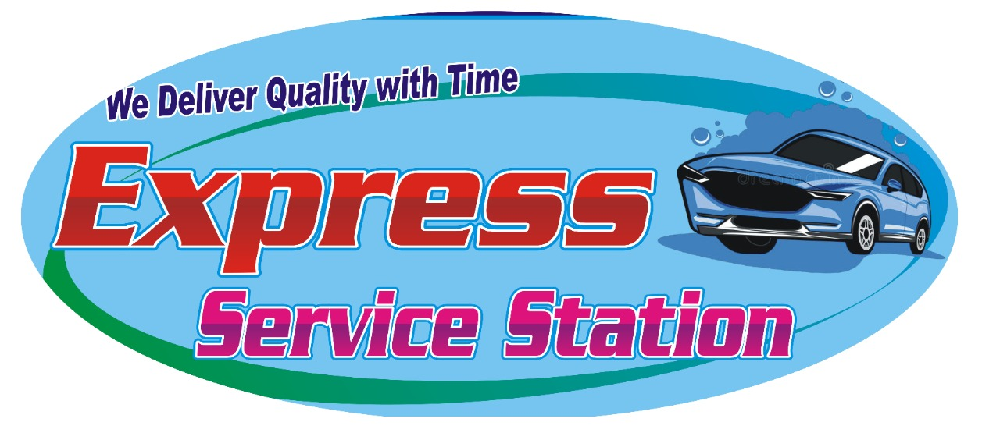 We Deliver Quality with Time
Express
Service Station